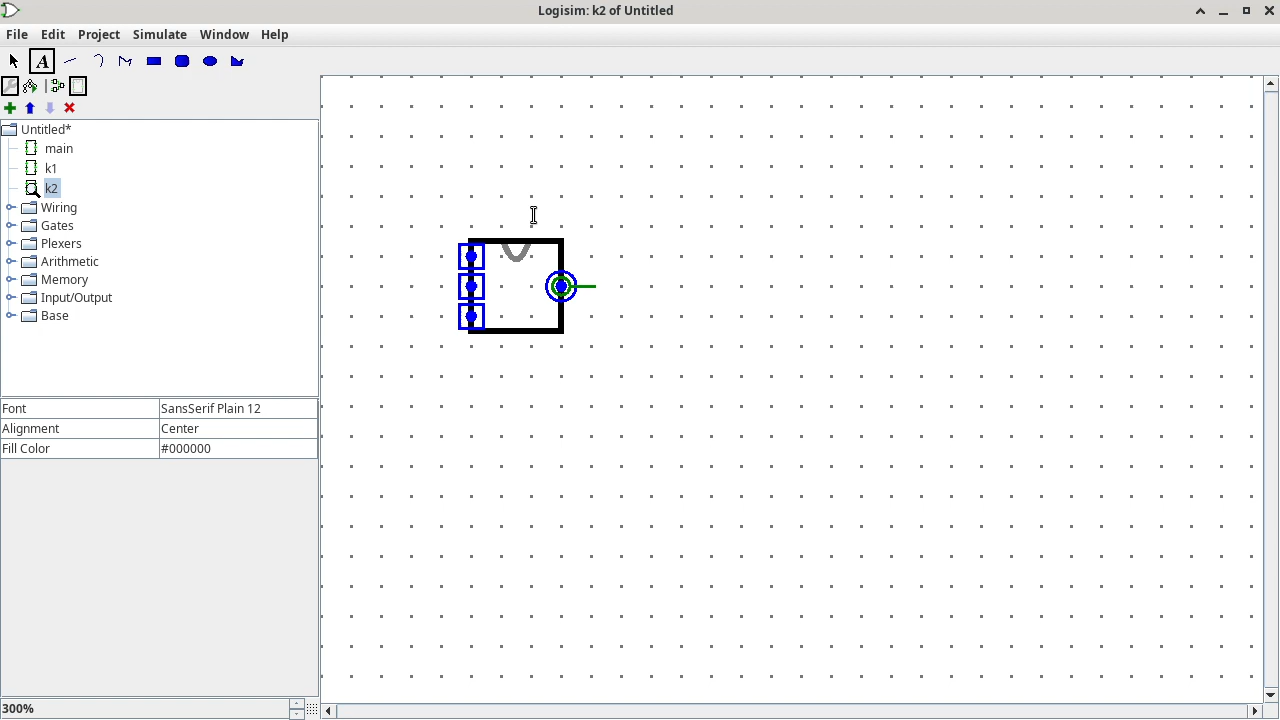 Logisim: k2 of Untitled
File Edit Project Simulate Window Help
A
Untitled*
main
k1
k2
Wiring
Gates
Plexers
Arithmetic
Memory
Input/Output
Base
Font SansSerif Plain 12
Alignment Center
Fill Color #000000
300%